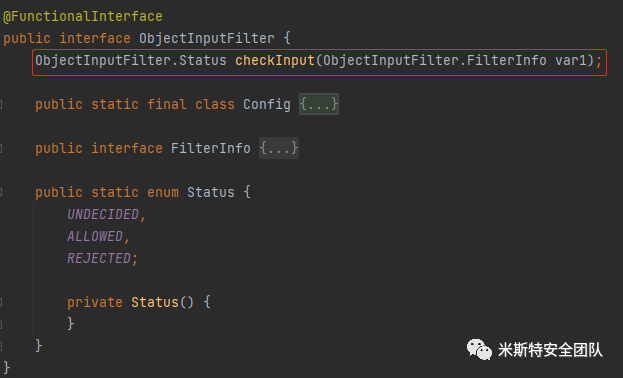 @FunctionalInterface
public interface ObjectInputFilter {
ObjectInputFilter.Status checkInput(ObjectInputFilter.FilterInfo var1);
public static final class Config {...}
public interface FilterInfo {...}
public static enum Status {
UNDECIDED,
ALLOWED,
REJECTED;
private Status() {
}
}
}
米斯特安全团队